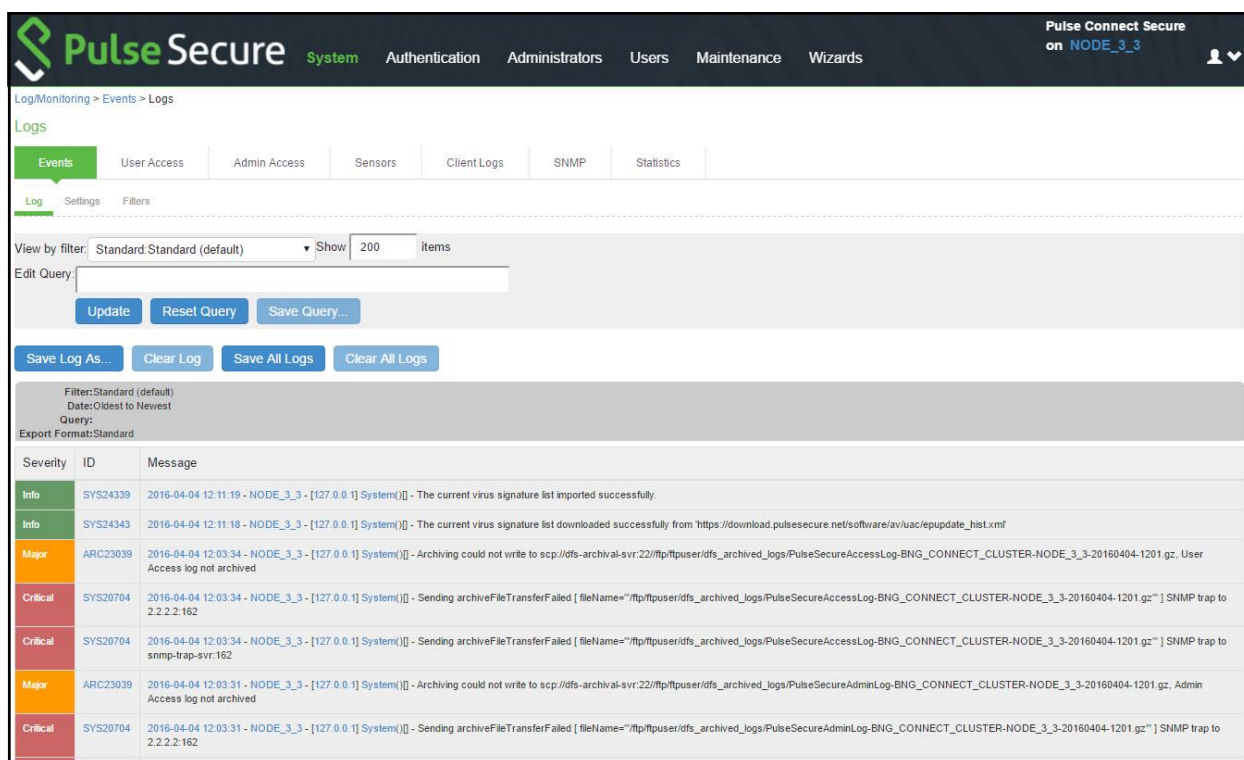 Pulse Secure System Authentication Administrators Users Maintenance Wizards
Pulse Connect Secure
on NODE_3_3
Log/Monitoring > Events > Logs
Logs
Events User Access Admin Access Sensors Client Logs SNMP Statistics
Log Settings Filters
View by filter: Standard:Standard (default) Show 200 items
Edit Query:
Update Reset Query Save Query...
Save Log As... Clear Log Save All Logs Clear All Logs
Filter:Standard (default)
Date:Oldest to Newest
Query:
Export Format:Standard
Severity ID Message
Info SYS24339 2016-04-04 12:11:19 - NODE_3_3 - [127.0.0.1] System()[] - The current virus signature list imported successfully.
Info SYS24343 2016-04-04 12:11:18 - NODE_3_3 - [127.0.0.1] System()[] - The current virus signature list downloaded successfully from 'https://download.pulsesecure.net/software/av/uac/epupdate_hist.xml'
Major ARC23039 2016-04-04 12:03:34 - NODE_3_3 - [127.0.0.1] System()[] - Archiving could not write to scp://dfs-archival-svr:22//ftp/ftpuser/dfs_archived_logs/PulseSecureAccessLog-BNG_CONNECT_CLUSTER-NODE_3_3-20160404-1201.gz, User
Access log not archived
Critical SYS20704 2016-04-04 12:03:34 - NODE_3_3 - [127.0.0.1] System()[] - Sending archiveFileTransferFailed [ fileName="'/ftp/ftpuser/dfs_archived_logs/PulseSecureAccessLog-BNG_CONNECT_CLUSTER-NODE_3_3-20160404-1201.gz'" ] SNMP trap to
2.2.2.2:162
Critical SYS20704 2016-04-04 12:03:34 - NODE_3_3 - [127.0.0.1] System()[] - Sending archiveFileTransferFailed [ fileName="'/ftp/ftpuser/dfs_archived_logs/PulseSecureAccessLog-BNG_CONNECT_CLUSTER-NODE_3_3-20160404-1201.gz'" ] SNMP trap to
snmp-trap-svr:162
Major ARC23039 2016-04-04 12:03:31 - NODE_3_3 - [127.0.0.1] System()[] - Archiving could not write to scp://dfs-archival-svr:22//ftp/ftpuser/dfs_archived_logs/PulseSecureAdminLog-BNG_CONNECT_CLUSTER-NODE_3_3-20160404-1201.gz, Admin
Access log not archived
Critical SYS20704 2016-04-04 12:03:31 - NODE_3_3 - [127.0.0.1] System()[] - Sending archiveFileTransferFailed [ fileName="'/ftp/ftpuser/dfs_archived_logs/PulseSecureAdminLog-BNG_CONNECT_CLUSTER-NODE_3_3-20160404-1201.gz'" ] SNMP trap to
2.2.2.2:162